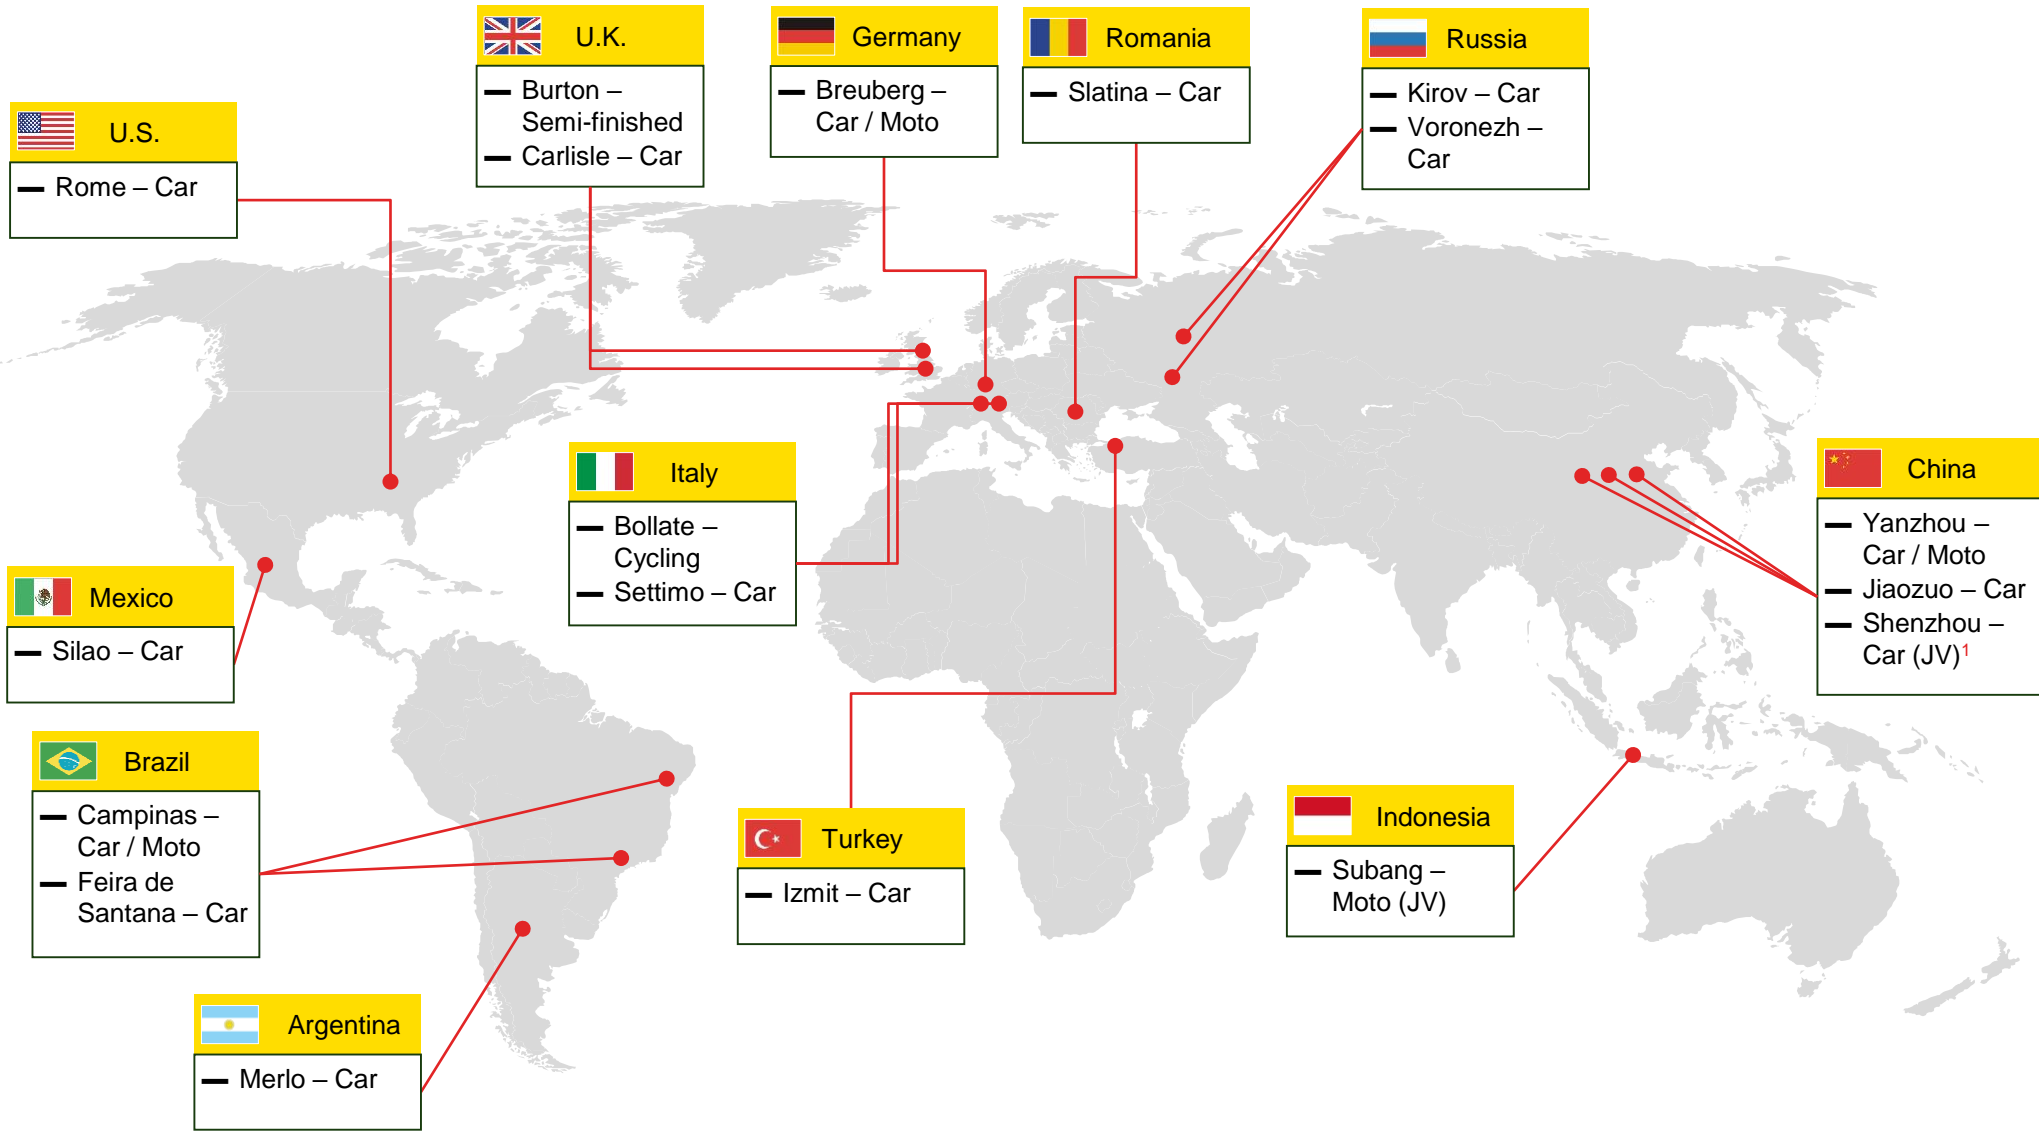 U.K.
— Burton –
Semi-finished
— Carlisle – Car
Germany
— Breuberg –
Car / Moto
Romania
— Slatina – Car
Russia
— Kirov – Car
— Voronezh –
Car
U.S.
— Rome – Car
Italy
— Bollate –
Cycling
— Settimo – Car
China
— Yanzhou –
Car / Moto
— Jiaozuo – Car
— Shenzhou –
Car (JV)1
Mexico
— Silao – Car
Brazil
— Campinas –
Car / Moto
— Feira de
Santana – Car
Turkey
— Izmit – Car
Indonesia
— Subang –
Moto (JV)
Argentina
— Merlo – Car